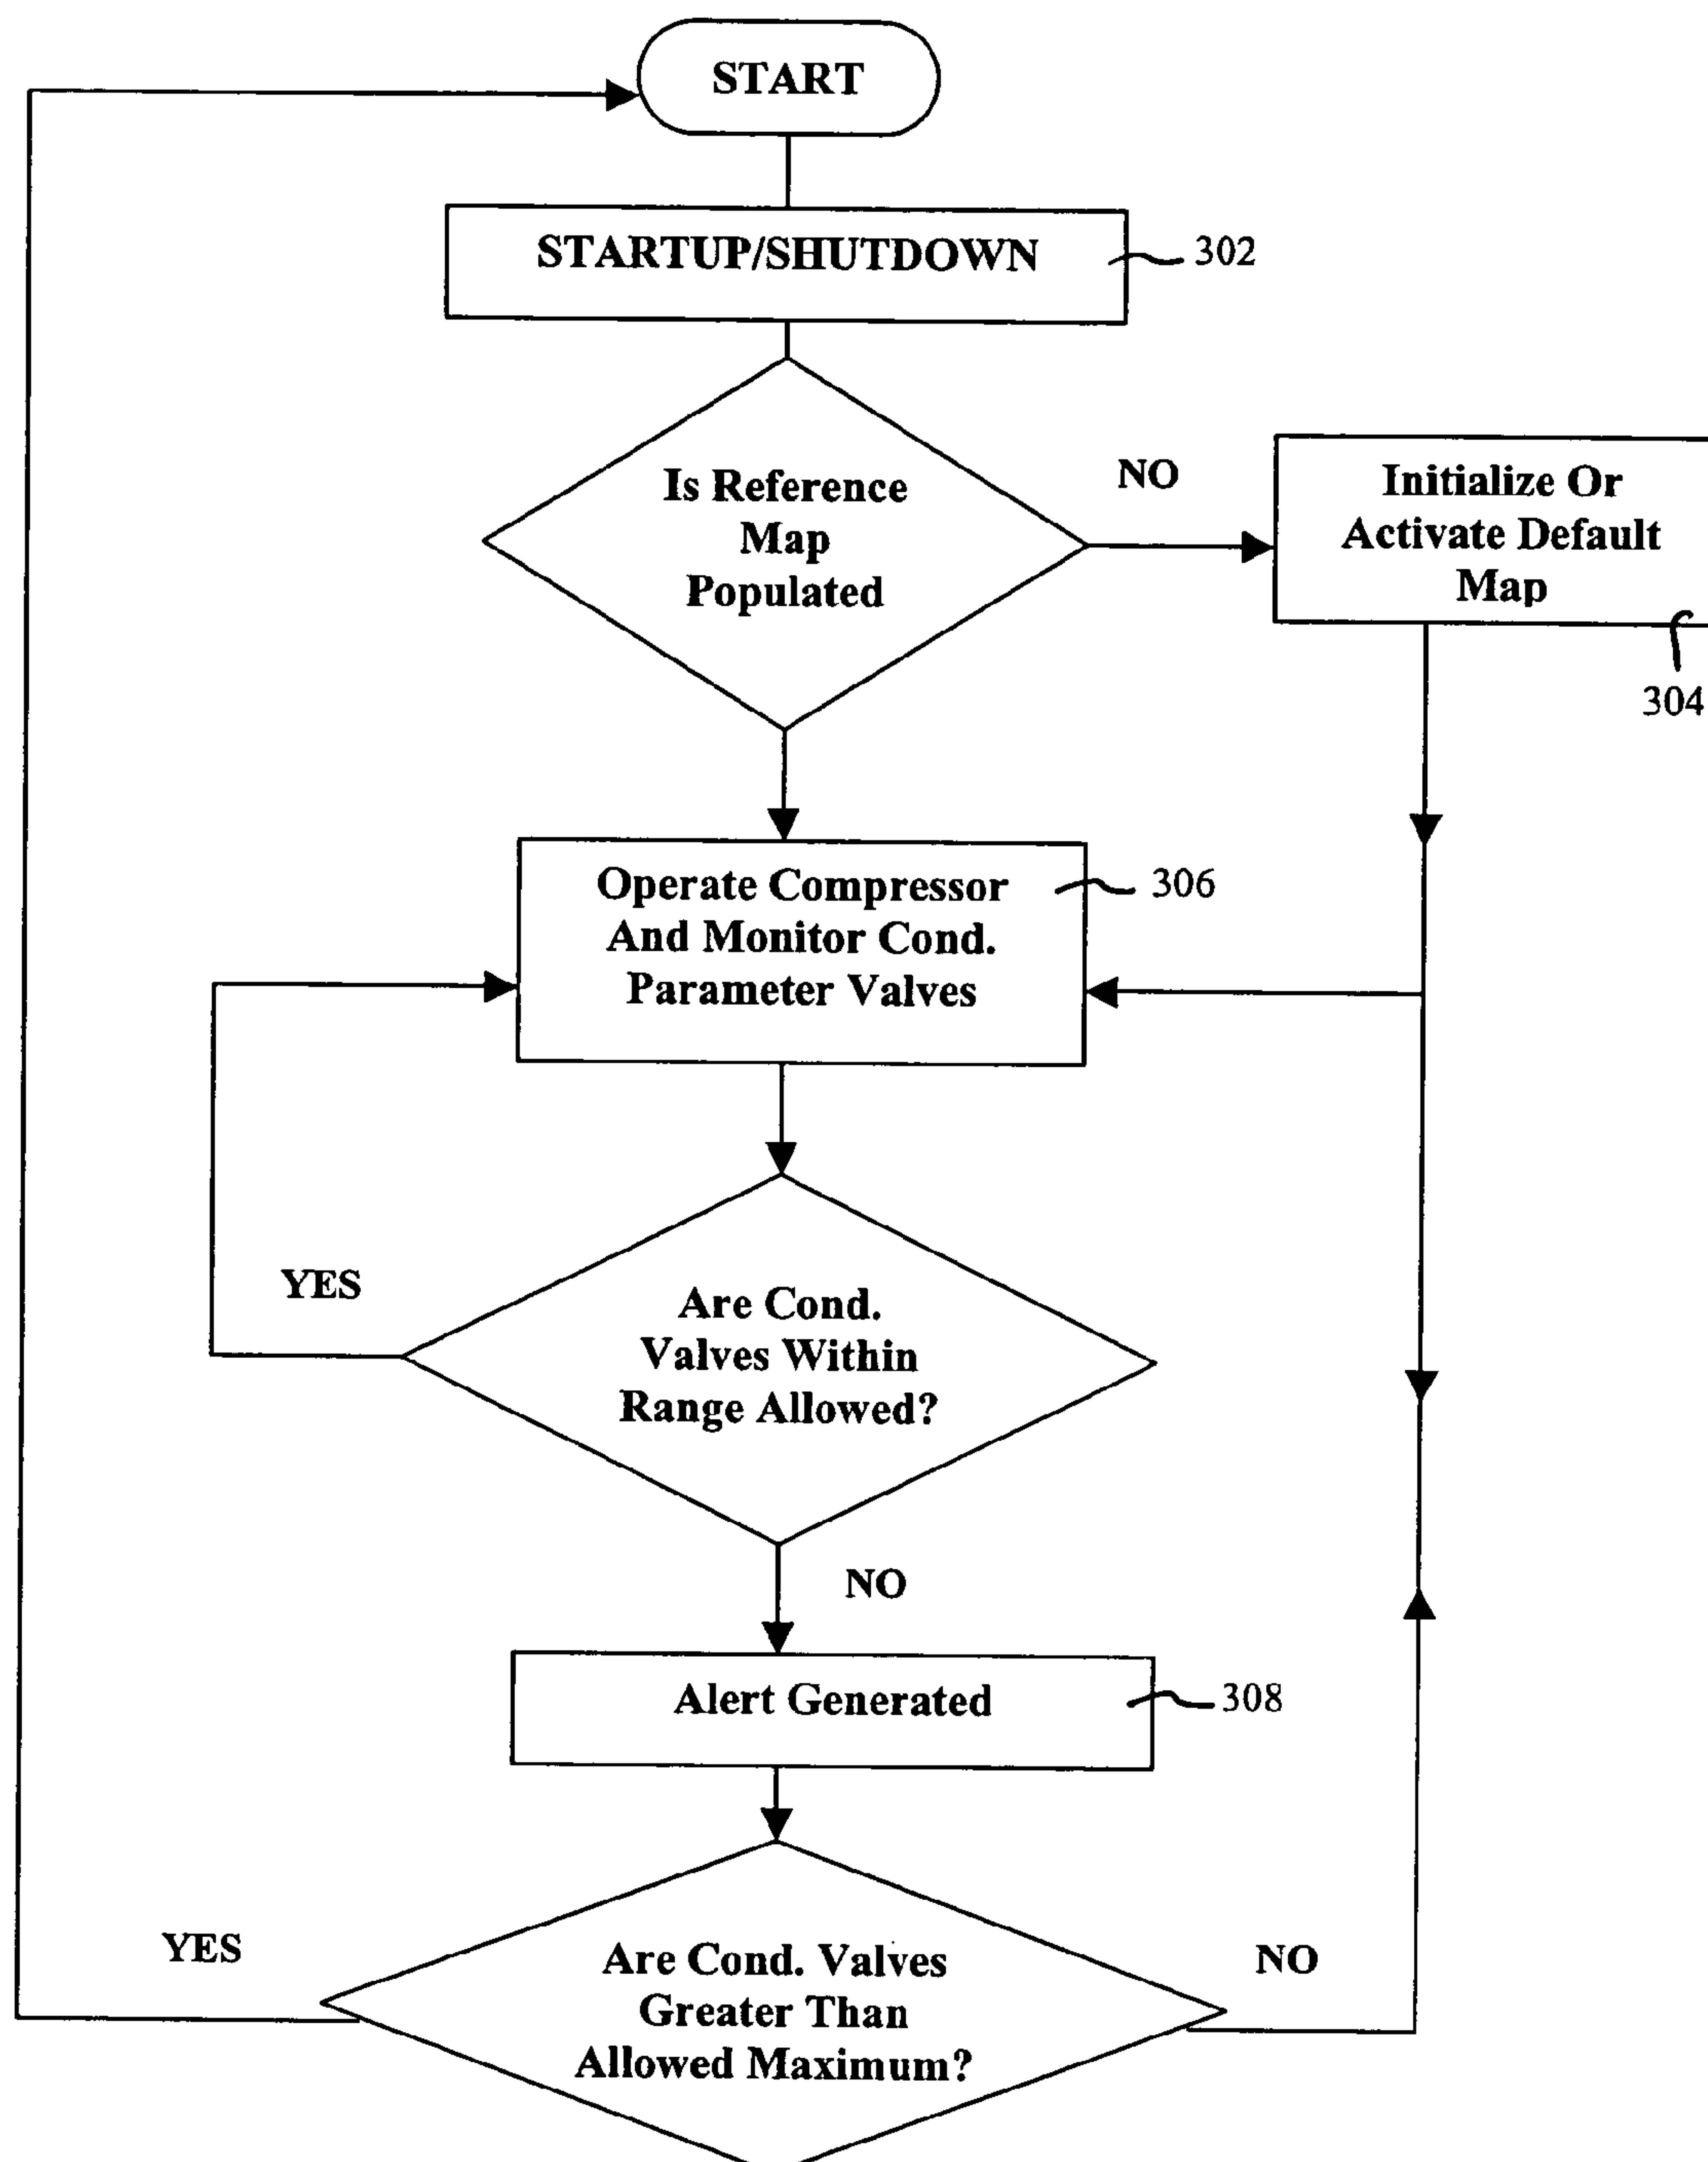 START
STARTUP/SHUTDOWN
302
Is Reference
Map
Populated
NO
Initialize Or
Activate Default
Map
304
Operate Compressor
And Monitor Cond.
Parameter Valves
306
YES
Are Cond.
Valves Within
Range Allowed?
NO
Alert Generated
308
YES
Are Cond. Valves
Greater Than
Allowed Maximum?
NO